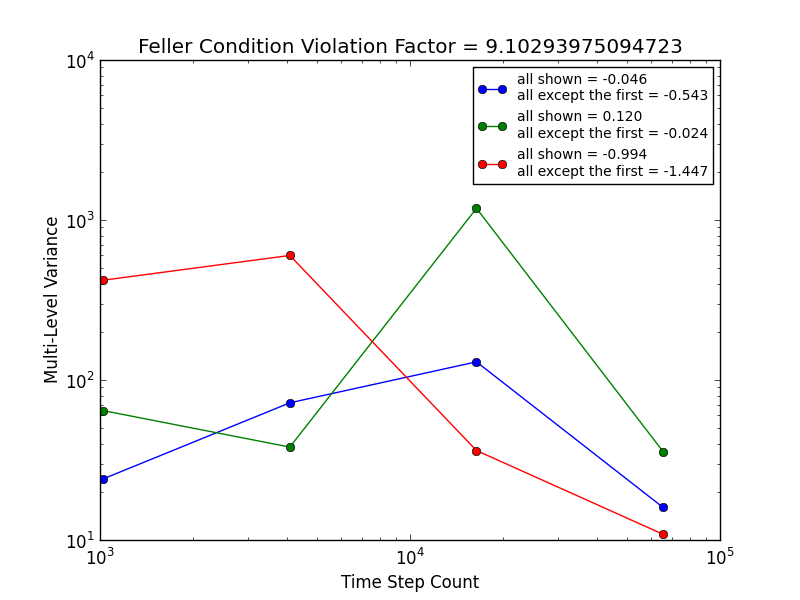 Feller Condition Violation Factor = 9.10293975094723
10^4
all shown = -0.046
all except the first = -0.543
all shown = 0.120
all except the first = -0.024
all shown = -0.994
all except the first = -1.447
10^3
Multi-Level Variance
10^2
10^1
10^3
10^4
10^5
Time Step Count